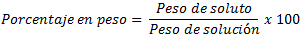 Porcentaje en peso = Peso de soluto / Peso de solución x 100